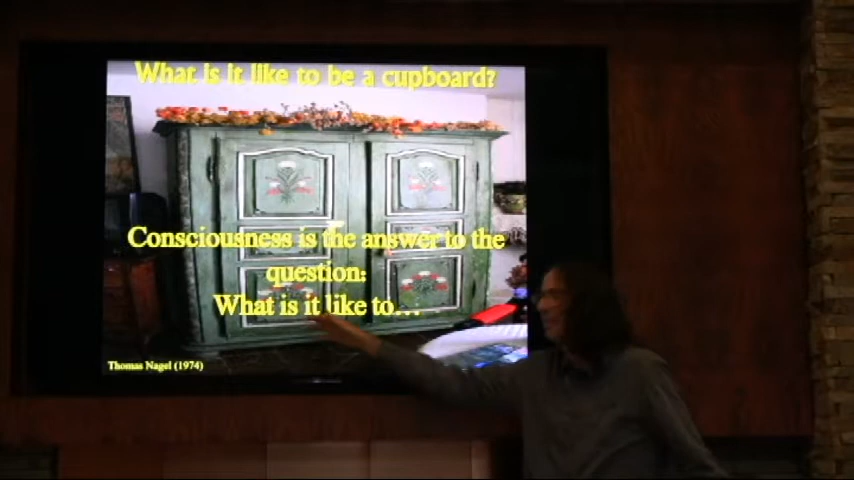 What is it like to be a cupboard?
Consciousness is the answer to the
question:
What is it like to...
Thomas Nagel (1974)